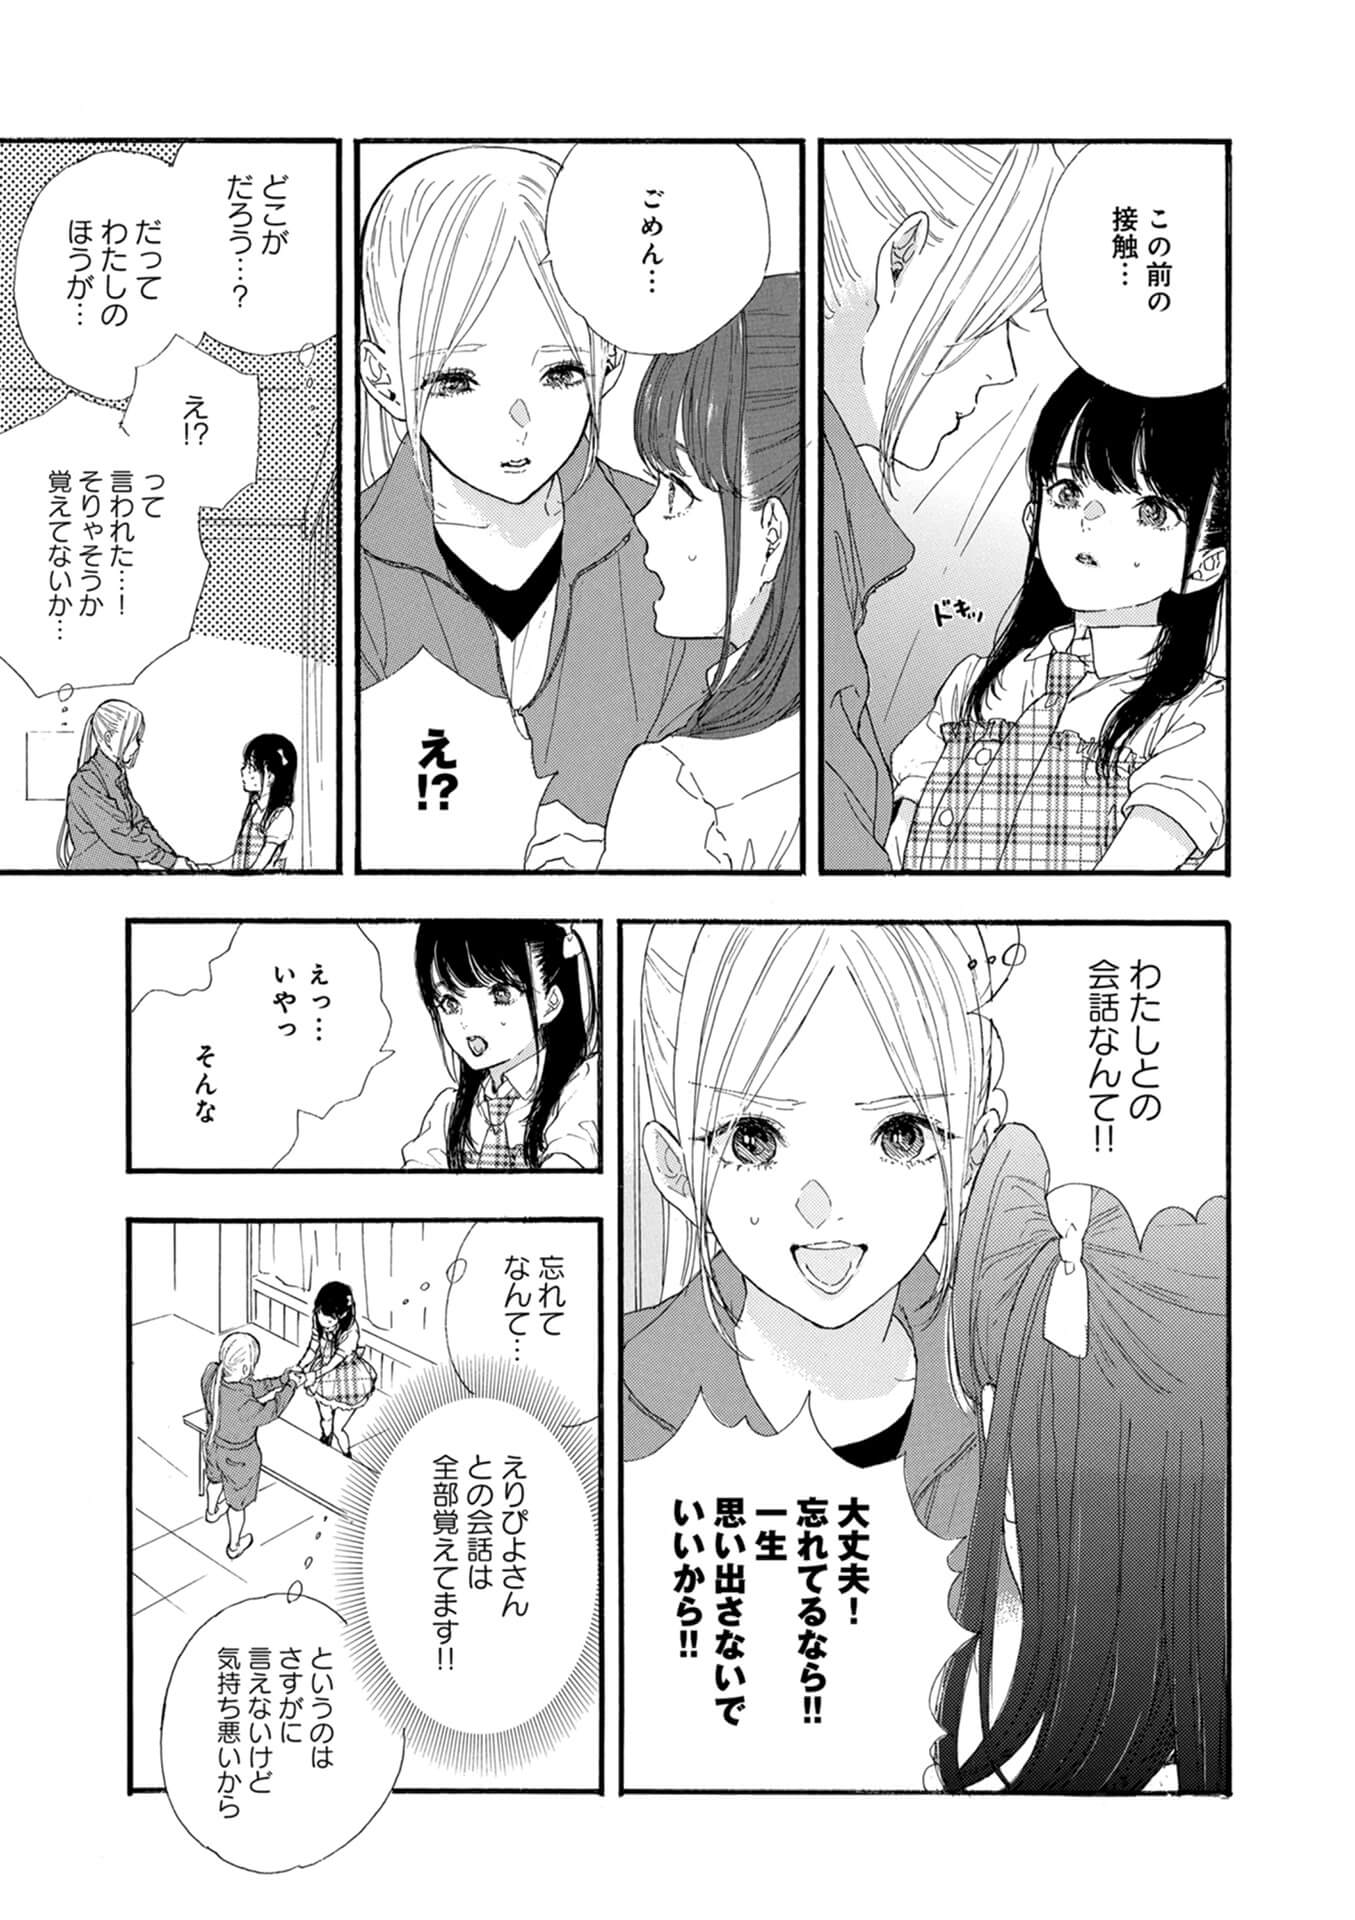 この前の
接触…
ドキッ
ごめん…
え!?
どこが
だろう…?
だって
わたしの
ほうが…
え!?
って
言われた…!
そりゃそうか
覚えてないか…
わたしとの
会話なんて!!
大丈夫!
忘れてるなら!!
一生
思い出さないで
いいから!!
えっ…
いやっ
そんな
忘れて
なんて…
えりぴよさん
との会話は
全部覚えてます!!
というのは
さすがに
言えないけど
気持ち悪いから